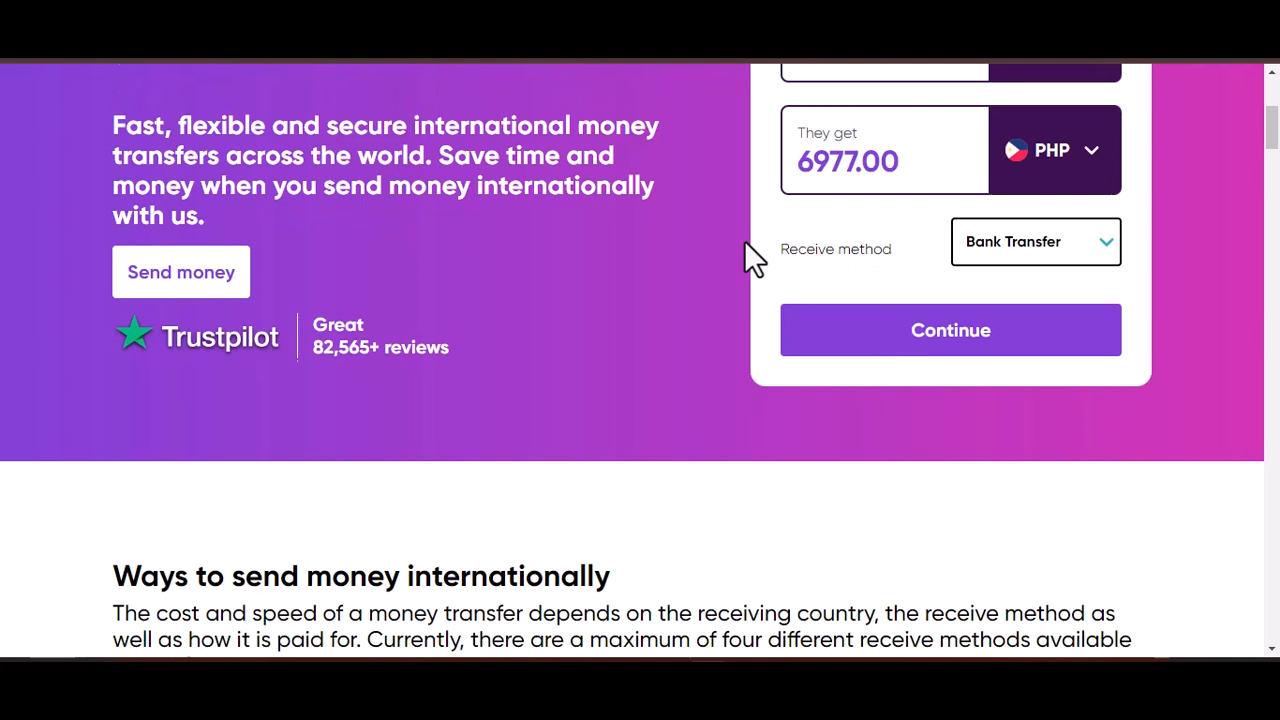 Fast, flexible and secure international money
transfers across the world. Save time and
money when you send money internationally
with us.
Send money
Trustpilot
Great
82,565+ reviews
They get
6977.00
PHP
Receive method
Bank Transfer
Continue
Ways to send money internationally
The cost and speed of a money transfer depends on the receiving country, the receive method as
well as how it is paid for. Currently, there are a maximum of four different receive methods available